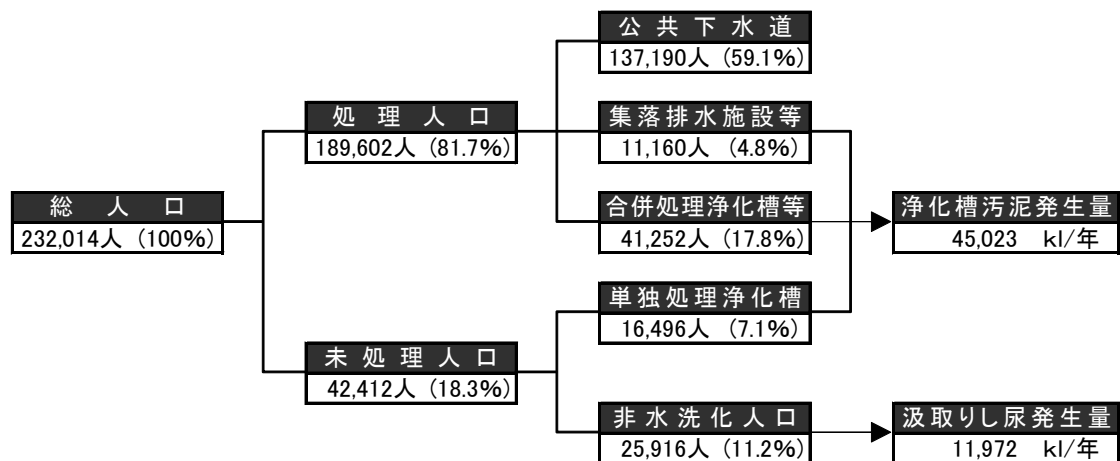 公共下水道
137,190人 (59.1%)
処理人口
189,602人 (81.7%)
集落排水施設等
11,160人 (4.8%)
総人口
232,014人 (100%)
合併処理浄化槽等
41,252人 (17.8%)
浄化槽汚泥発生量
45,023 kl/年
単独処理浄化槽
16,496人 (7.1%)
未処理人口
42,412人 (18.3%)
非水洗化人口
25,916人 (11.2%)
汲取りし尿発生量
11,972 kl/年